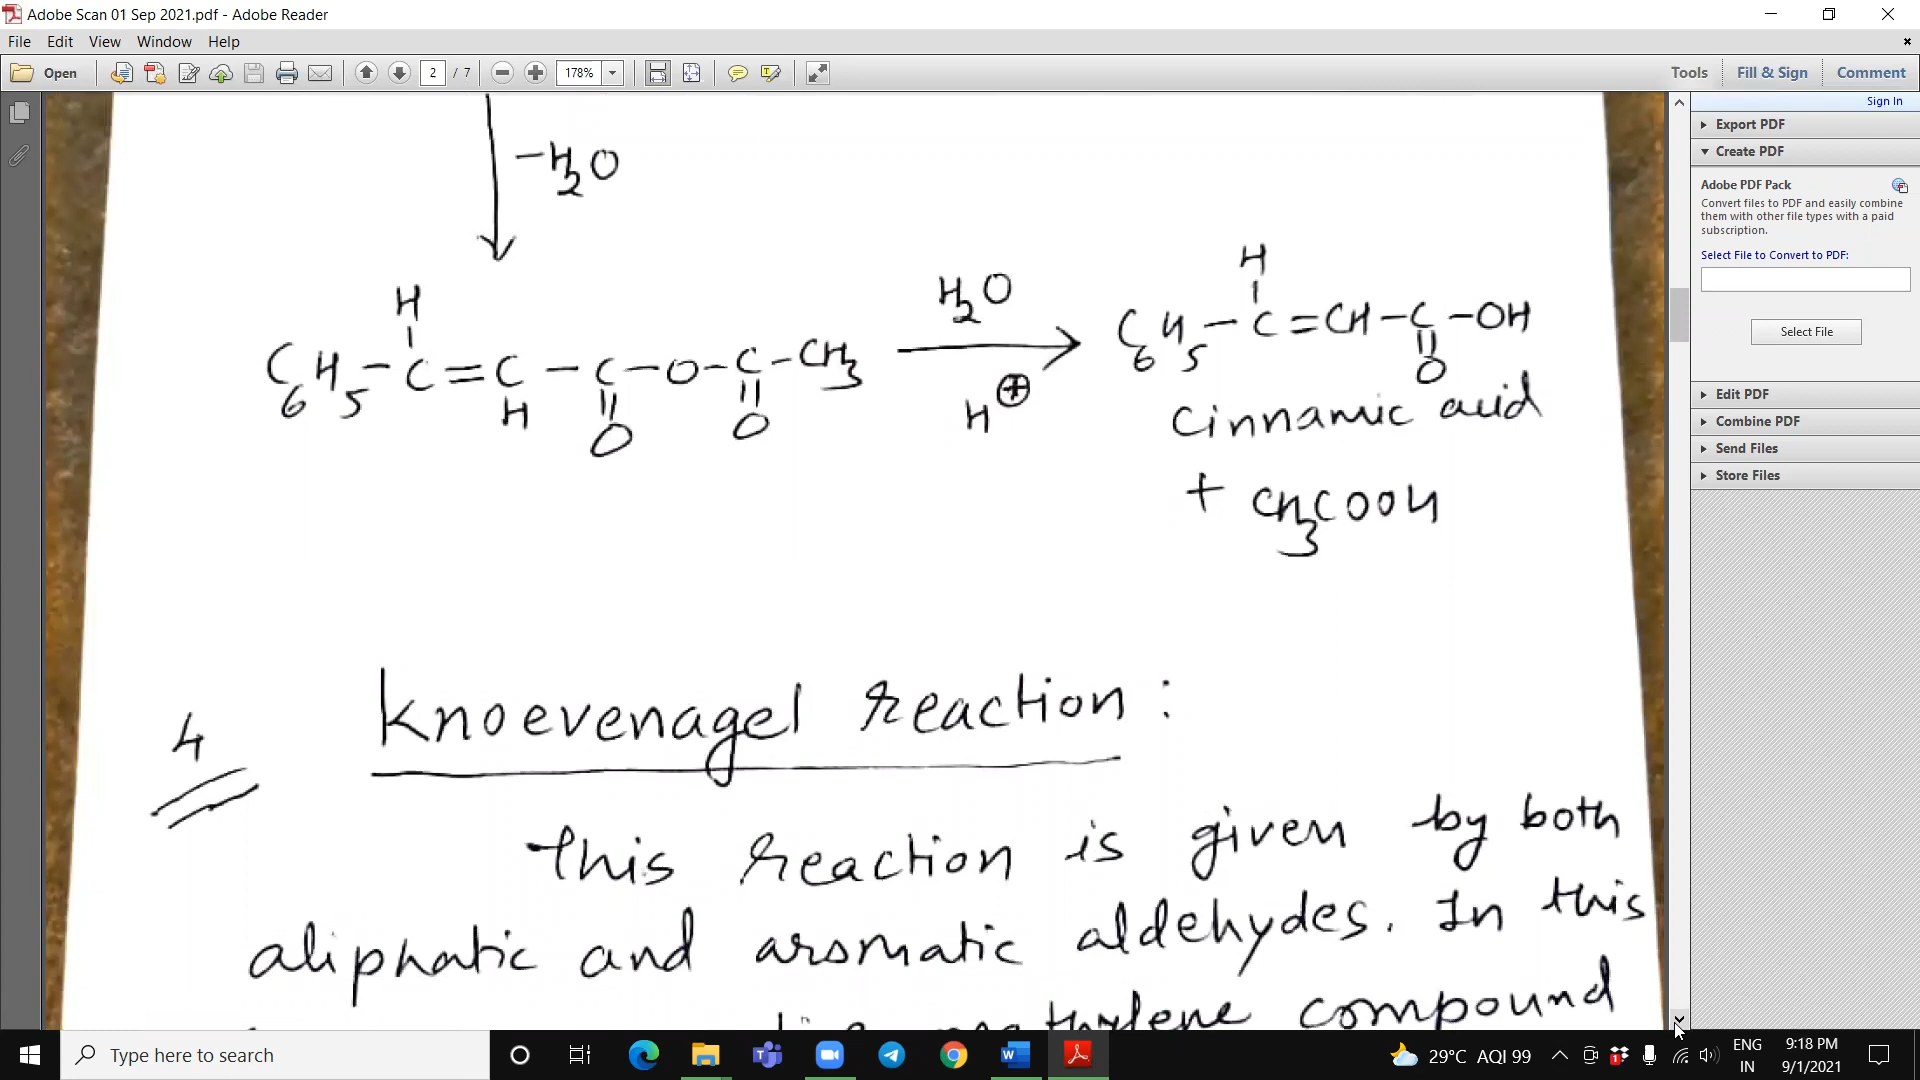 Adobe Scan 01 Sep 2021.pdf - Adobe Reader
File Edit View Window Help
Open 2 / 7 178% Tools Fill & Sign Comment
Sign In
Export PDF
Create PDF
Adobe PDF Pack
Convert files to PDF and easily combine
them with other file types with a paid
subscription.
Select File to Convert to PDF:
Select File
Edit PDF
Combine PDF
Send Files
Store Files
-H2O
C6H5-C(H)=C(H)-C(=O)-O-C(=O)-CH3
H2O
H⊕
C6H5-C(H)=CH-C(=O)-OH
Cinnamic acid
+ CH3COOH
4 Knoevenagel reaction:
This reaction is given by both
aliphatic and aromatic aldehydes. In this
methylene compound
Type here to search
29°C AQI 99
ENG
IN
9:18 PM
9/1/2021